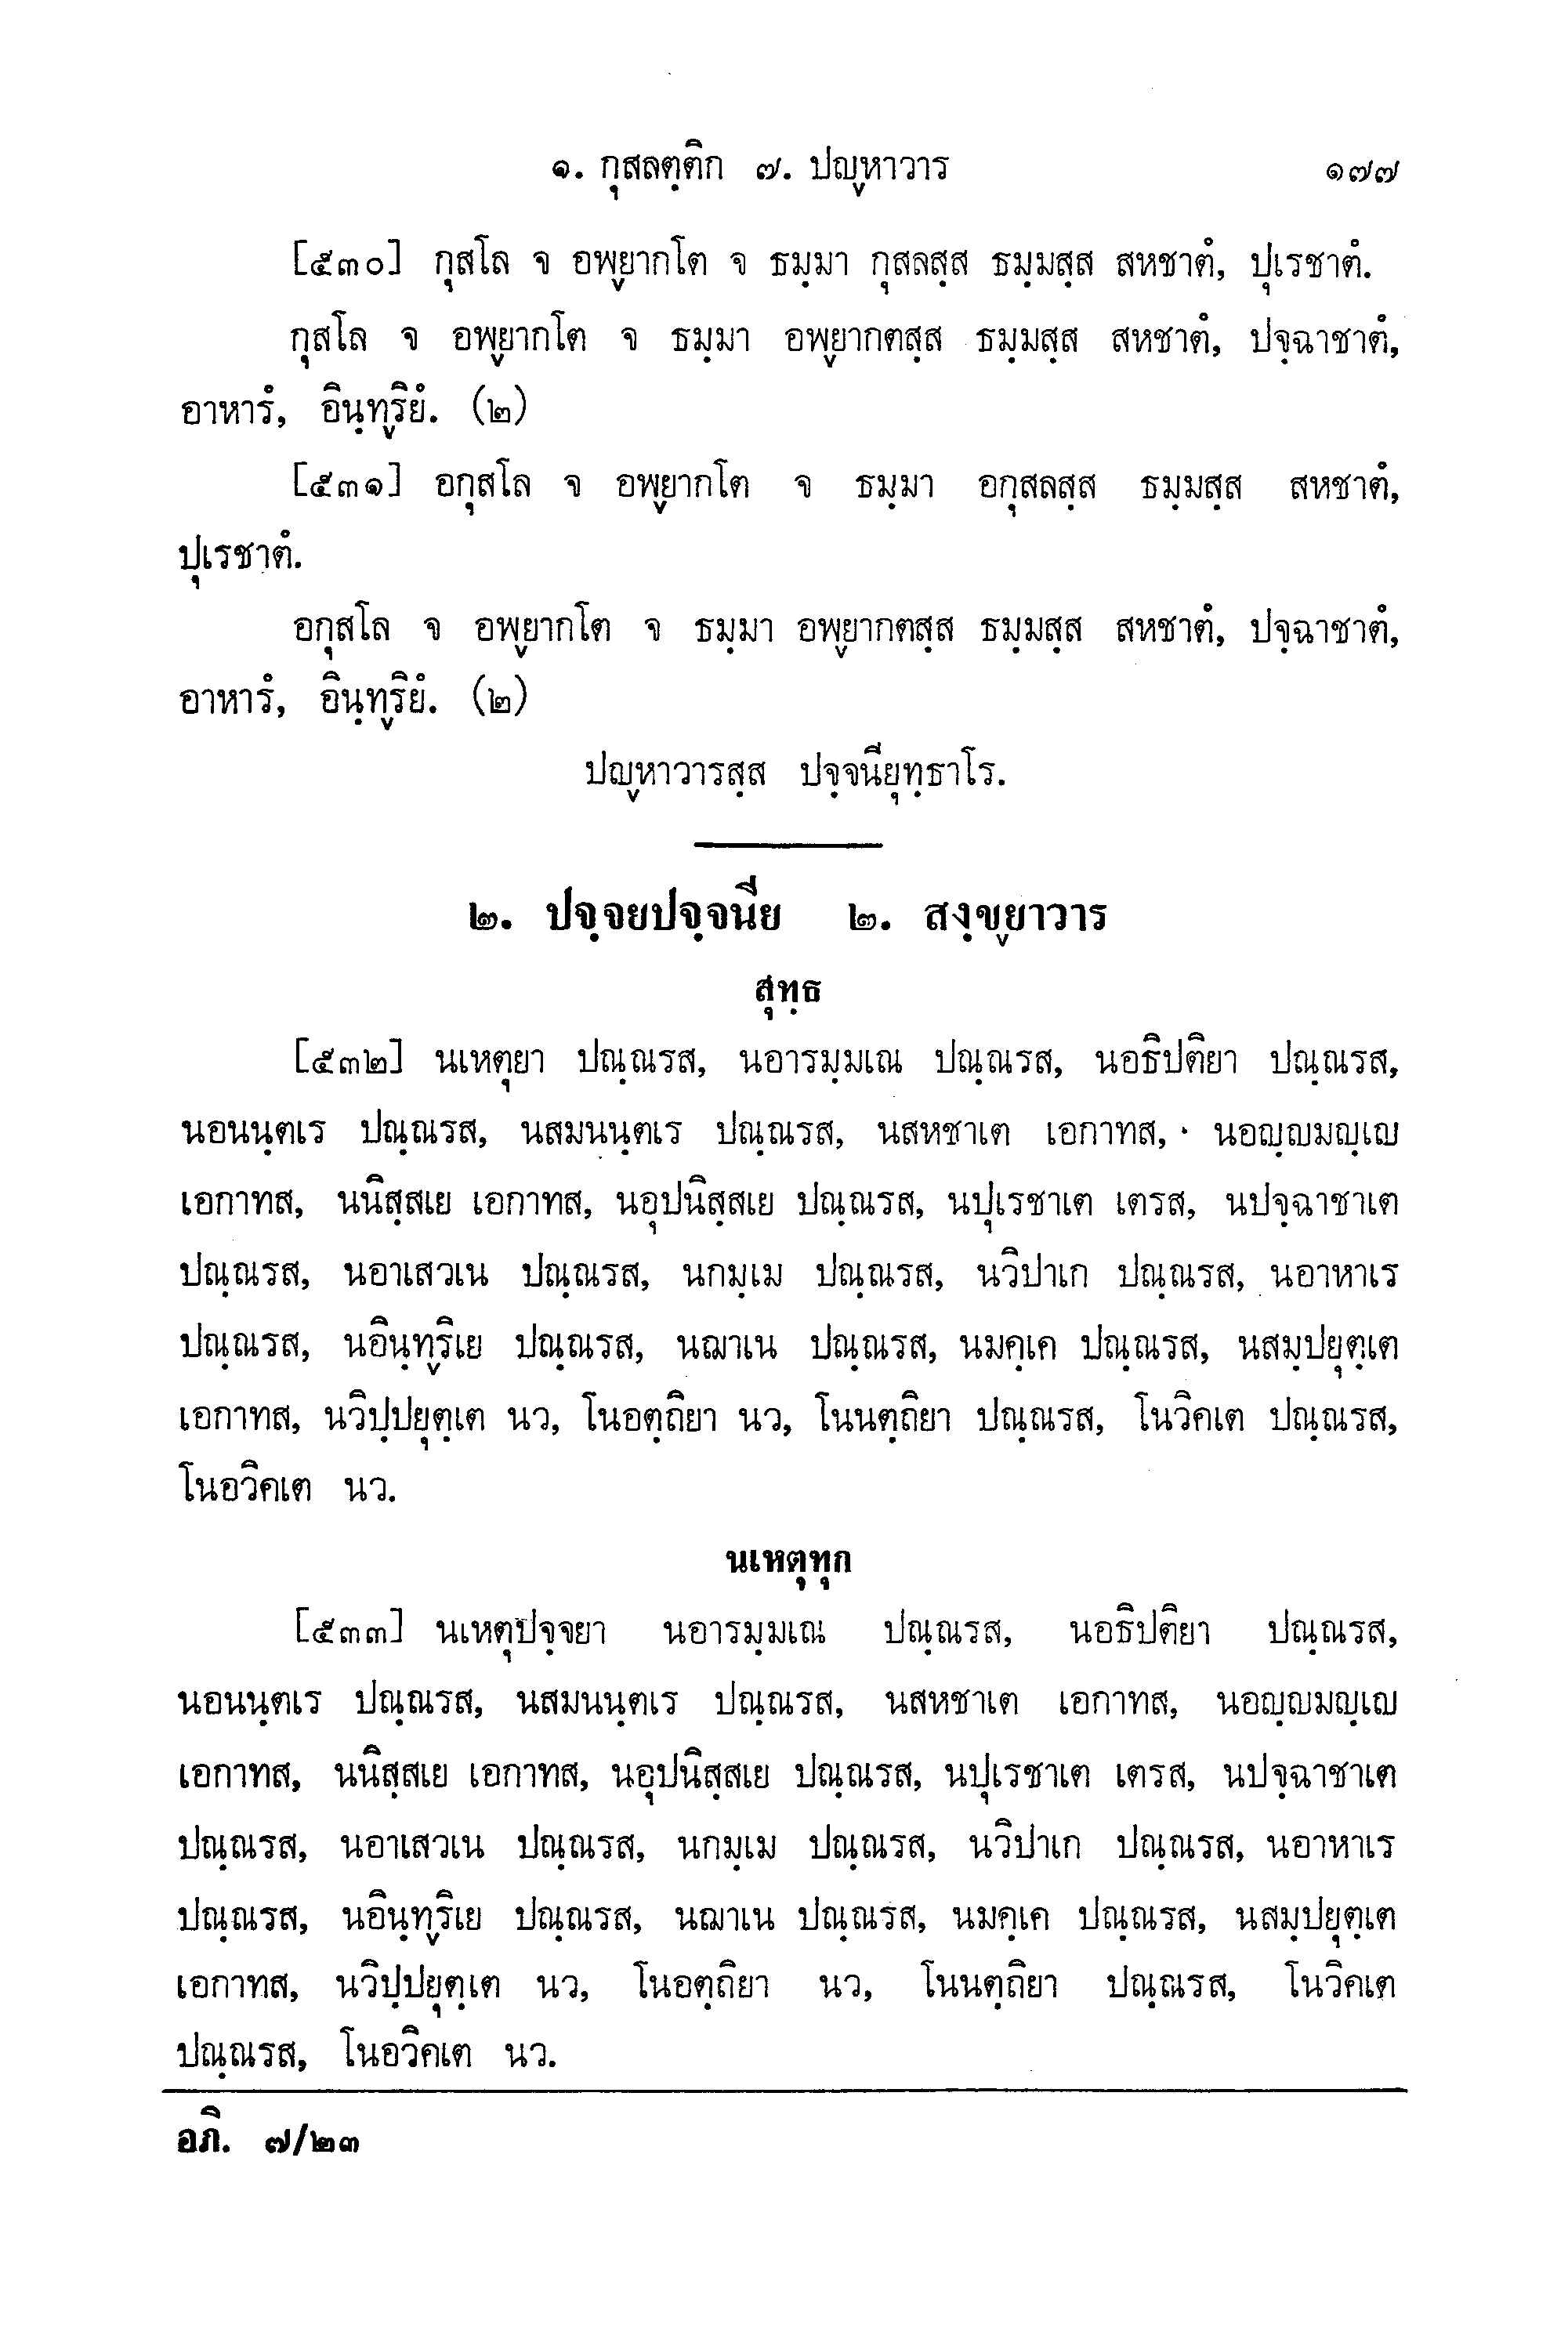 ๑. กุสลตฺติก ๗. ปญฺหาวาร ๑๗๗
[๕๓๐] กุสโล จ อพฺยากโต จ ธมฺมา กุสลสฺส ธมฺมสฺส สหชาตํ, ปุเรชาตํ.
กุสโล จ อพฺยากโต จ ธมฺมา อพฺยากตสฺส ธมฺมสฺส สหชาตํ, ปจฺฉาชาตํ,
อาหารํ, อินฺทฺริยํ. (๒)
[๕๓๑] อกุสโล จ อพฺยากโต จ ธมฺมา อกุสลสฺส ธมฺมสฺส สหชาตํ,
ปุเรชาตํ.
อกุสโล จ อพฺยากโต จ ธมฺมา อพฺยากตสฺส ธมฺมสฺส สหชาตํ, ปจฺฉาชาตํ,
อาหารํ, อินฺทฺริยํ. (๒)
ปญฺหาวารสฺส ปจฺจนียุทฺธาโร.
๒. ปจฺจยปจฺจนีย ๒. สงฺขฺยาวาร
สุทฺธ
[๕๓๒] นเหตุยา ปณฺณรส, นอารมฺมเณ ปณฺณรส, นอธิปติยา ปณฺณรส,
นอนนฺตเร ปณฺณรส, นสมนนฺตเร ปณฺณรส, นสหชาเต เอกาทส, นอญฺญมญฺเญ
เอกาทส, นนิสฺสเย เอกาทส, นอุปนิสฺสเย ปณฺณรส, นปุเรชาเต เตรส, นปจฺฉาชาเต
ปณฺณรส, นอาเสวเน ปณฺณรส, นกมฺเม ปณฺณรส, นวิปาเก ปณฺณรส, นอาหาเร
ปณฺณรส, นอินฺทฺริเย ปณฺณรส, นฌาเน ปณฺณรส, นมคฺเค ปณฺณรส, นสมฺปยุตฺเต
เอกาทส, นวิปฺปยุตฺเต นว, โนอตฺถิยา นว, โนนตฺถิยา ปณฺณรส, โนวิคเต ปณฺณรส,
โนอวิคเต นว.
นเหตุทุก
[๕๓๓] นเหตุปจฺจยา นอารมฺมเณ ปณฺณรส, นอธิปติยา ปณฺณรส,
นอนนฺตเร ปณฺณรส, นสมนนฺตเร ปณฺณรส, นสหชาเต เอกาทส, นอญฺญมญฺเญ
เอกาทส, นนิสฺสเย เอกาทส, นอุปนิสฺสเย ปณฺณรส, นปุเรชาเต เตรส, นปจฺฉาชาเต
ปณฺณรส, นอาเสวเน ปณฺณรส, นกมฺเม ปณฺณรส, นวิปาเก ปณฺณรส, นอาหาเร
ปณฺณรส, นอินฺทฺริเย ปณฺณรส, นฌาเน ปณฺณรส, นมคฺเค ปณฺณรส, นสมฺปยุตฺเต
เอกาทส, นวิปฺปยุตฺเต นว, โนอตฺถิยา นว, โนนตฺถิยา ปณฺณรส, โนวิคเต
ปณฺณรส, โนอวิคเต นว.
อภิ. ๗/๒๓